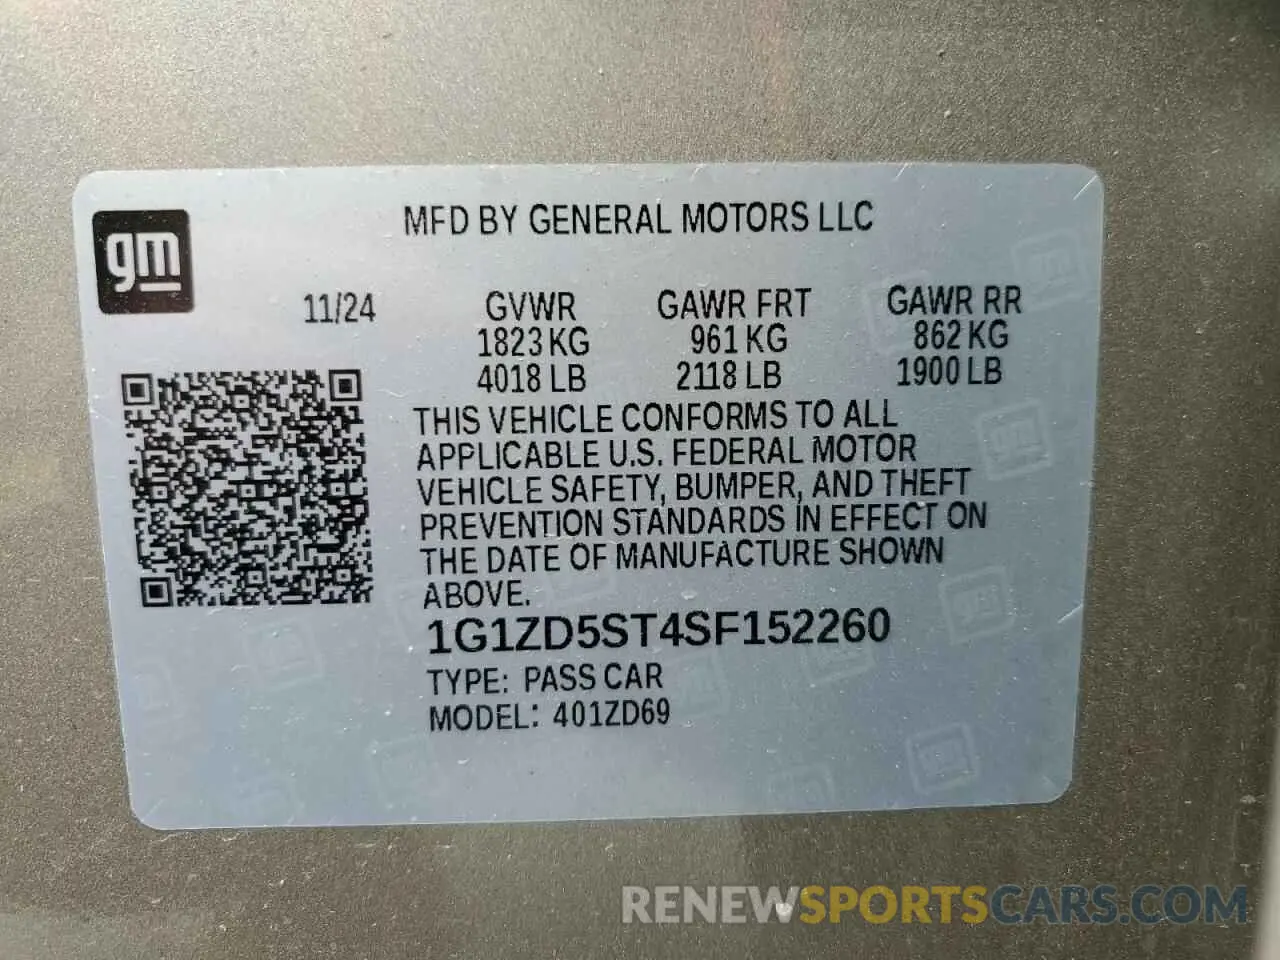 gm
MFD BY GENERAL MOTORS LLC
11/24 GVWR GAWR FRT GAWR RR
1823 KG 961 KG 862 KG
4018 LB 2118 LB 1900 LB
THIS VEHICLE CONFORMS TO ALL
APPLICABLE U.S. FEDERAL MOTOR
VEHICLE SAFETY, BUMPER, AND THEFT
PREVENTION STANDARDS IN EFFECT ON
THE DATE OF MANUFACTURE SHOWN
ABOVE.
1G1ZD5ST4SF152260
TYPE: PASS CAR
MODEL: 401ZD69
RENEWSPORTSCARS.COM